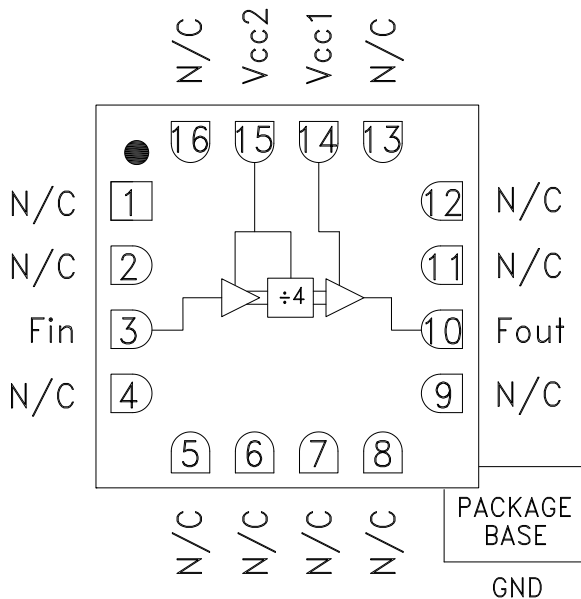 N/C
Vcc2
Vcc1
N/C
16
15
14
13
N/C
1
12
N/C
N/C
2
11
N/C
Fin
3
÷4
10
Fout
N/C
4
9
N/C
5
6
7
8
N/C
N/C
N/C
N/C
PACKAGE
BASE
GND